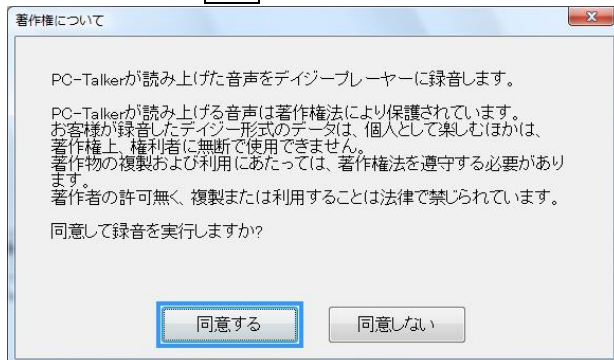 著作権について
PC-Talkerが読み上げた音声をデイジープレーヤーに録音します。
PC-Talkerが読み上げる音声は著作権法により保護されています。
お客様が録音したデイジー形式のデータは、個人として楽しむほかは、
著作権上、権利者に無断で使用できません。
著作物の複製および利用にあたっては、著作権法を遵守する必要があり
ます。
著作者の許可無く、複製または利用することは法律で禁じられています。
同意して録音を実行しますか?
同意する
同意しない